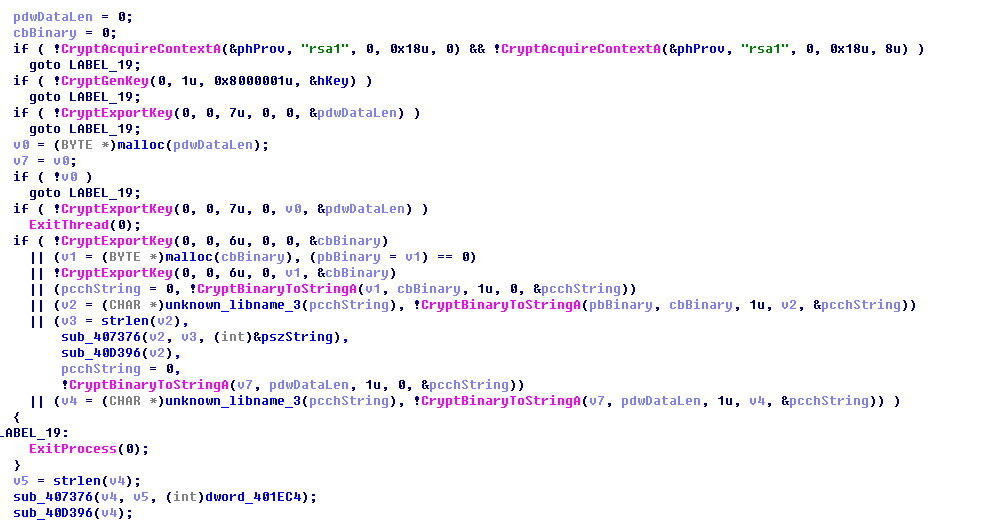 pdwDataLen = 0;
cbBinary = 0;
if ( !CryptAcquireContextA(&phProv, "rsa1", 0, 0x18u, 0) && !CryptAcquireContextA(&phProv, "rsa1", 0, 0x18u, 8u) )
goto LABEL_19;
if ( !CryptGenKey(0, 1u, 0x8000001u, &hKey) )
goto LABEL_19;
if ( !CryptExportKey(0, 0, 7u, 0, 0, &pdwDataLen) )
goto LABEL_19;
v0 = (BYTE *)malloc(pdwDataLen);
v7 = v0;
if ( !v0 )
goto LABEL_19;
if ( !CryptExportKey(0, 0, 7u, 0, v0, &pdwDataLen) )
ExitThread(0);
if ( !CryptExportKey(0, 0, 6u, 0, 0, &cbBinary)
|| (v1 = (BYTE *)malloc(cbBinary), (pbBinary = v1) == 0)
|| !CryptExportKey(0, 0, 6u, 0, v1, &cbBinary)
|| (pcchString = 0, !CryptBinaryToStringA(v1, cbBinary, 1u, 0, &pcchString))
|| (v2 = (CHAR *)unknown_libname_3(pcchString), !CryptBinaryToStringA(pbBinary, cbBinary, 1u, v2, &pcchString))
|| (v3 = strlen(v2),
sub_407376(v2, v3, (int)&pszString),
sub_40D396(v2),
pcchString = 0,
!CryptBinaryToStringA(v7, pdwDataLen, 1u, 0, &pcchString))
|| (v4 = (CHAR *)unknown_libname_3(pcchString), !CryptBinaryToStringA(v7, pdwDataLen, 1u, v4, &pcchString)) )
{
LABEL_19:
ExitProcess(0);
}
v5 = strlen(v4);
sub_407376(v4, v5, (int)dword_401EC4);
sub_40D396(v4);